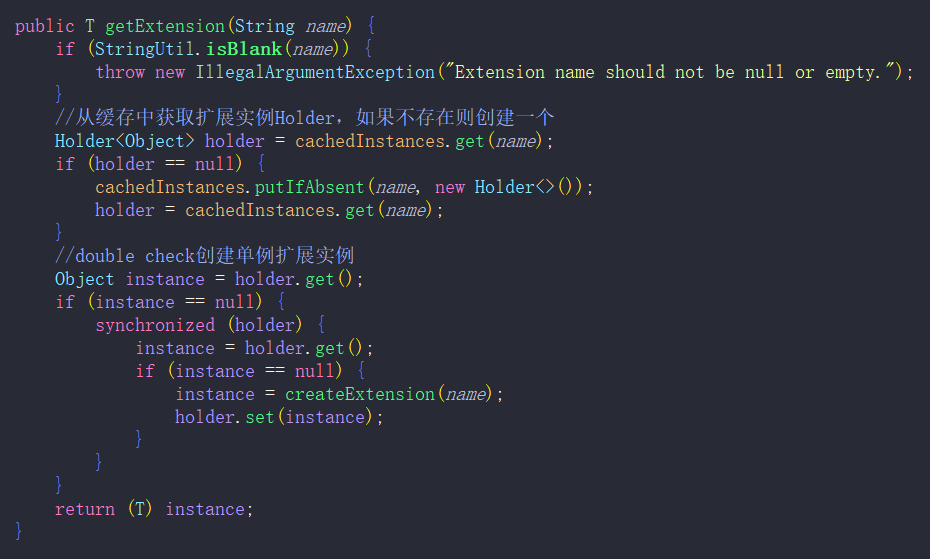 public T getExtension(String name) {
    if (StringUtil.isBlank(name)) {
        throw new IllegalArgumentException("Extension name should not be null or empty.");
    }
    //从缓存中获取扩展实例Holder，如果不存在则创建一个
    Holder<Object> holder = cachedInstances.get(name);
    if (holder == null) {
        cachedInstances.putIfAbsent(name, new Holder<>());
        holder = cachedInstances.get(name);
    }
    //double check创建单例扩展实例
    Object instance = holder.get();
    if (instance == null) {
        synchronized (holder) {
            instance = holder.get();
            if (instance == null) {
                instance = createExtension(name);
                holder.set(instance);
            }
        }
    }
    return (T) instance;
}